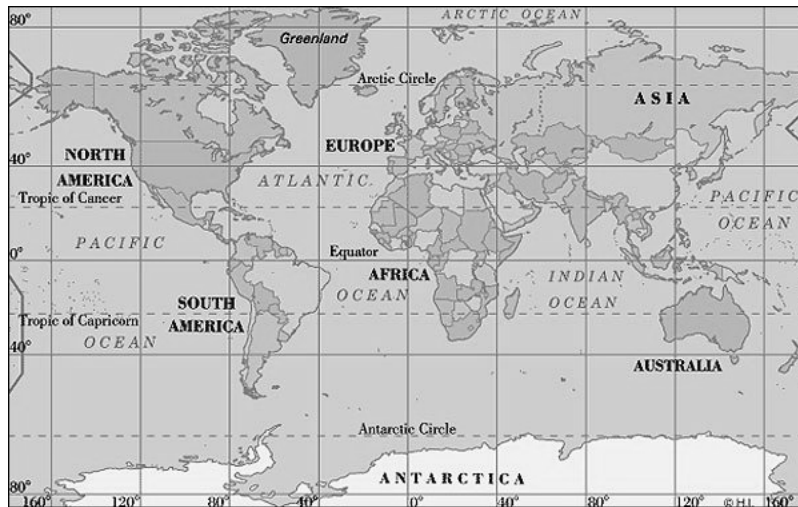 80°
ARCTIC OCEAN
Greenland
Arctic Circle
ASIA
EUROPE
NORTH
AMERICA
40°
ATLANTIC
PACIFIC
OCEAN
Tropic of Cancer
PACIFIC
0°
Equator
AFRICA
INDIAN
OCEAN
OCEAN
SOUTH
AMERICA
Tropic of Capricorn
OCEAN
40°
AUSTRALIA
Antarctic Circle
ANTARCTICA
80°
160° 120° 80° 40° 0° 40° 80° 120° © H.I. 160°